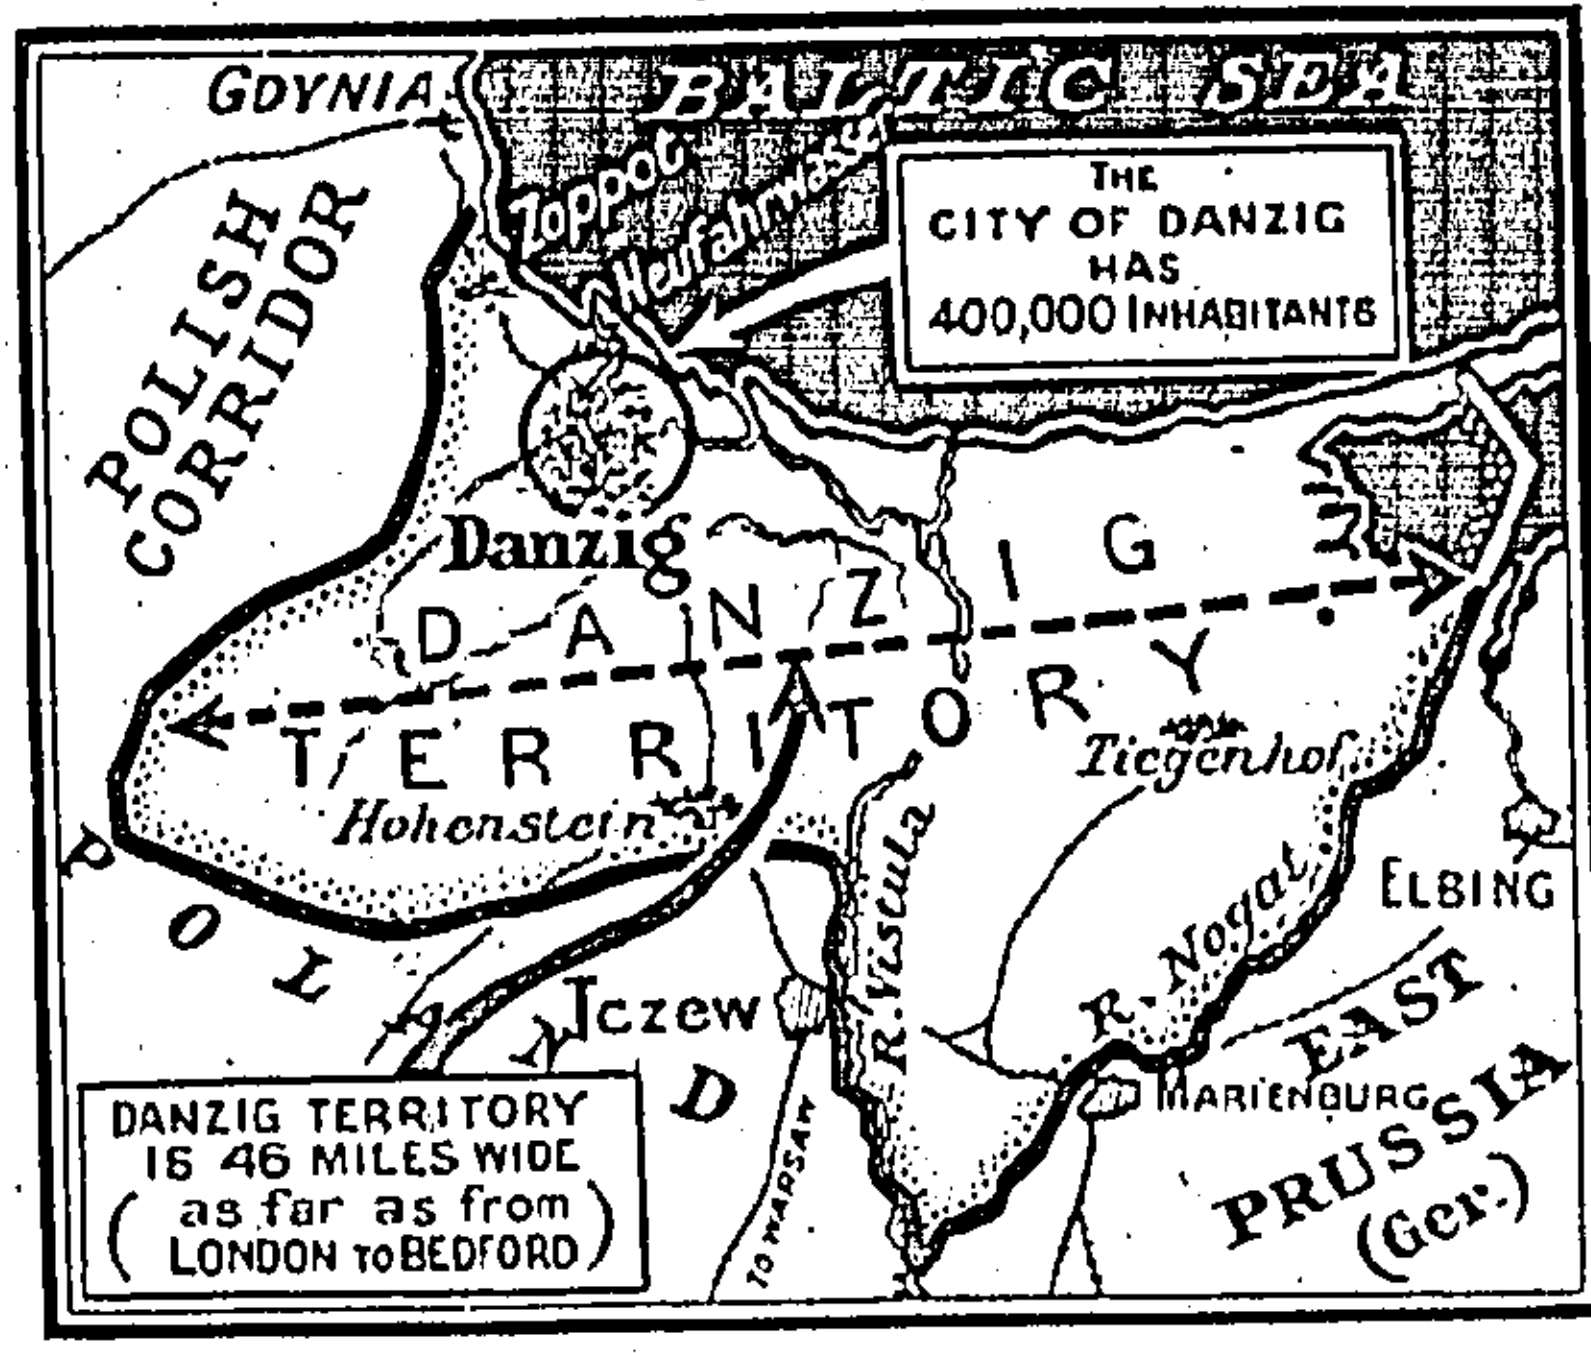 GDYNIA
BALTIC SEA
Zoppot
Neufahrwasser
THE
CITY OF DANZIG
HAS
400,000 INHABITANTS
POLISH
CORRIDOR
Danzig
DANZIG
TERRITORY
Tiegenhof
Hohenstein
POLAND
R. Vistula
R. Nogat
ELBING
Tczew
EAST
PRUSSIA
(Ger.)
MARIENBURG
TO WARSAW
DANZIG TERRITORY
IS 46 MILES WIDE
(as far as from
LONDON TO BEDFORD)